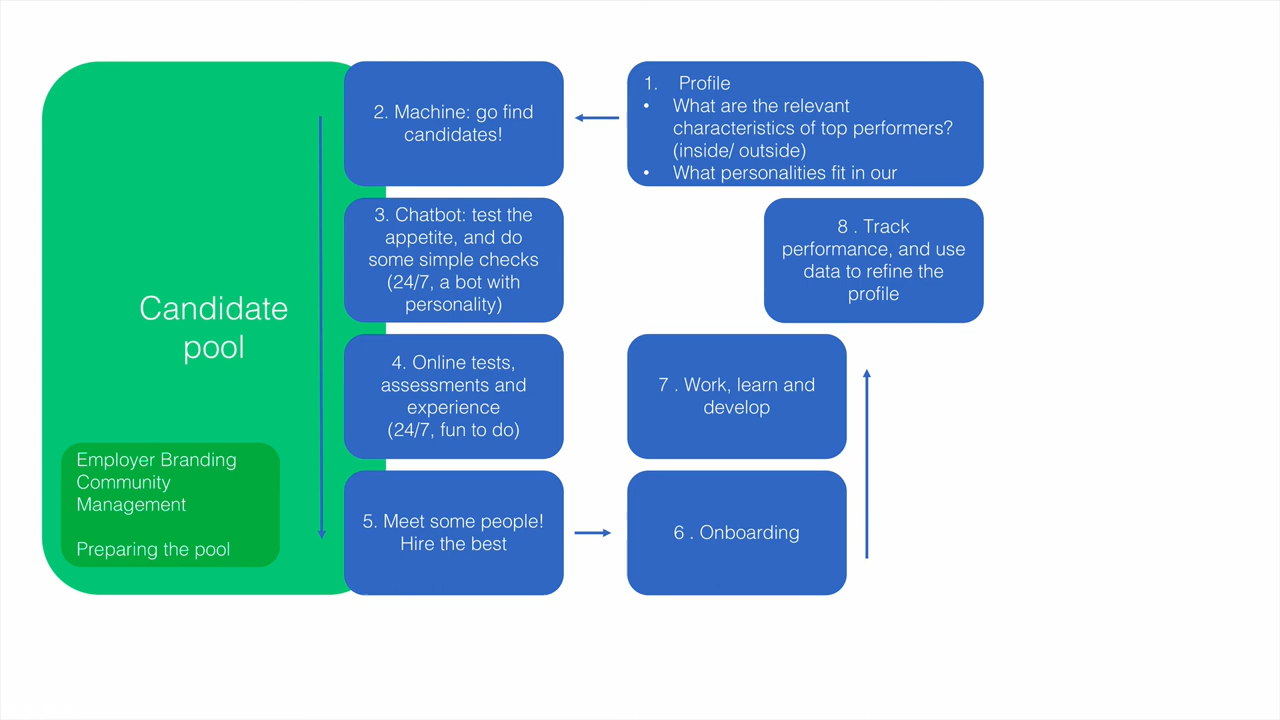 Candidate
pool
Employer Branding
Community
Management
Preparing the pool
1. Profile
• What are the relevant
characteristics of top performers?
(inside/ outside)
• What personalities fit in our
2. Machine: go find
candidates!
3. Chatbot: test the
appetite, and do
some simple checks
(24/7, a bot with
personality)
4. Online tests,
assessments and
experience
(24/7, fun to do)
5. Meet some people!
Hire the best
6 . Onboarding
7 . Work, learn and
develop
8 . Track
performance, and use
data to refine the
profile